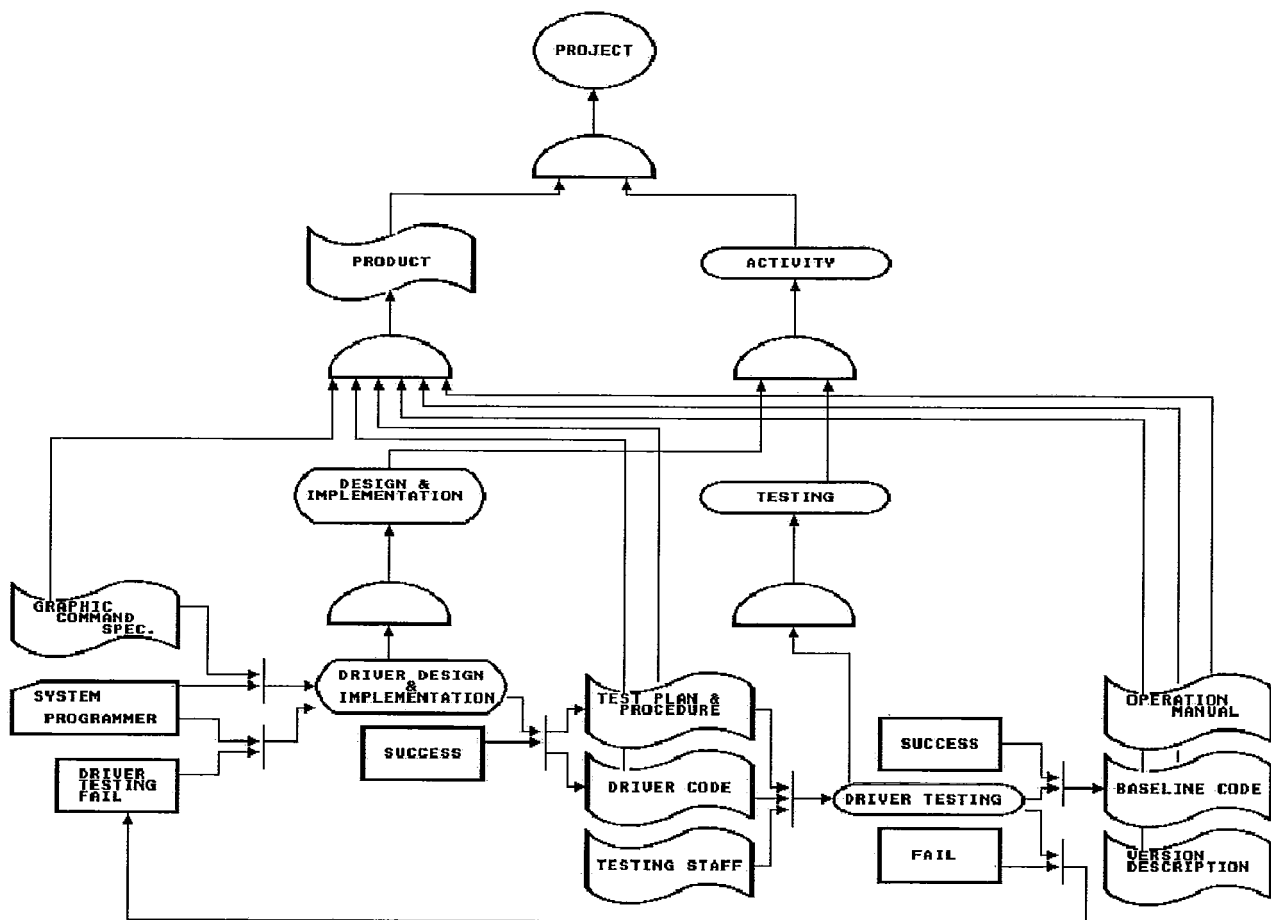 PROJECT
PRODUCT
ACTIVITY
DESIGN &
IMPLEMENTATION
TESTING
GRAPHIC
COMMAND
SPEC.
SYSTEM
PROGRAMMER
DRIVER
TESTING
FAIL
DRIVER DESIGN
&
IMPLEMENTATION
SUCCESS
TEST PLAN &
PROCEDURE
DRIVER CODE
TESTING STAFF
SUCCESS
DRIVER TESTING
FAIL
OPERATION
MANUAL
BASELINE CODE
VERSION
DESCRIPTION